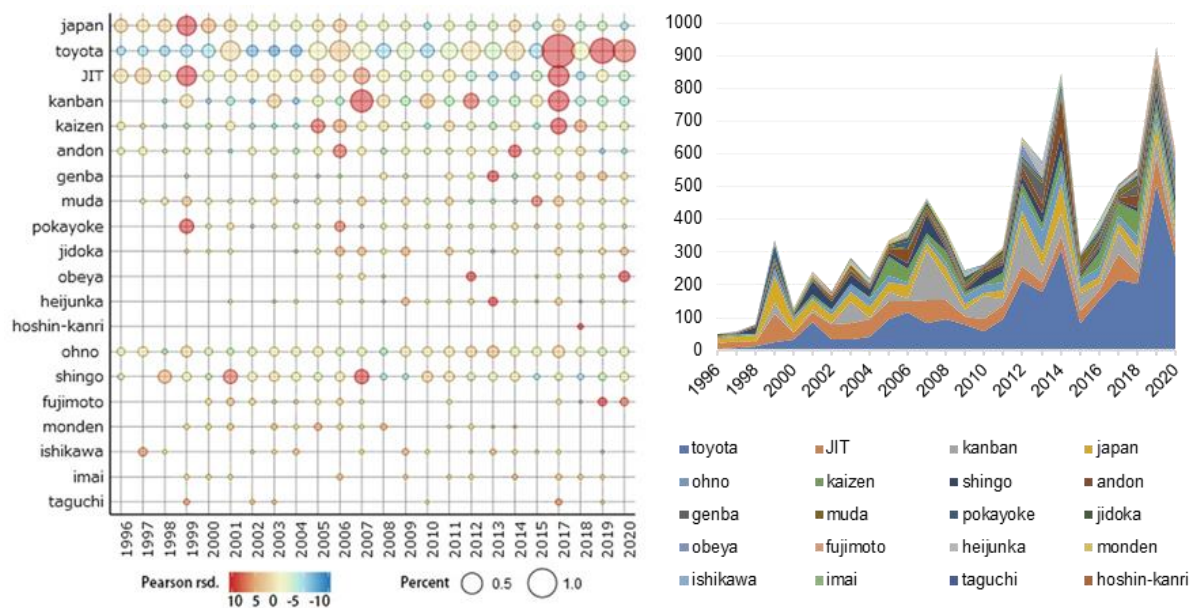 japan
toyota
JIT
kanban
kaizen
andon
genba
muda
pokayoke
jidoka
obeya
heijunka
hoshin-kanri
ohno
shingo
fujimoto
monden
ishikawa
imai
taguchi
1996 1997 1998 1999 2000 2001 2002 2003 2004 2005 2006 2007 2008 2009 2010 2011 2012 2013 2014 2015 2017 2018 2019 2020
Pearson rsd.
10 5 0 -5 -10
Percent 0.5 1.0
1000
900
800
700
600
500
400
300
200
100
0
1996 1998 2000 2002 2004 2006 2008 2010 2012 2014 2016 2018 2020
toyota JIT kanban japan
ohno kaizen shingo andon
genba muda pokayoke jidoka
obeya fujimoto heijunka monden
ishikawa imai taguchi hoshin-kanri